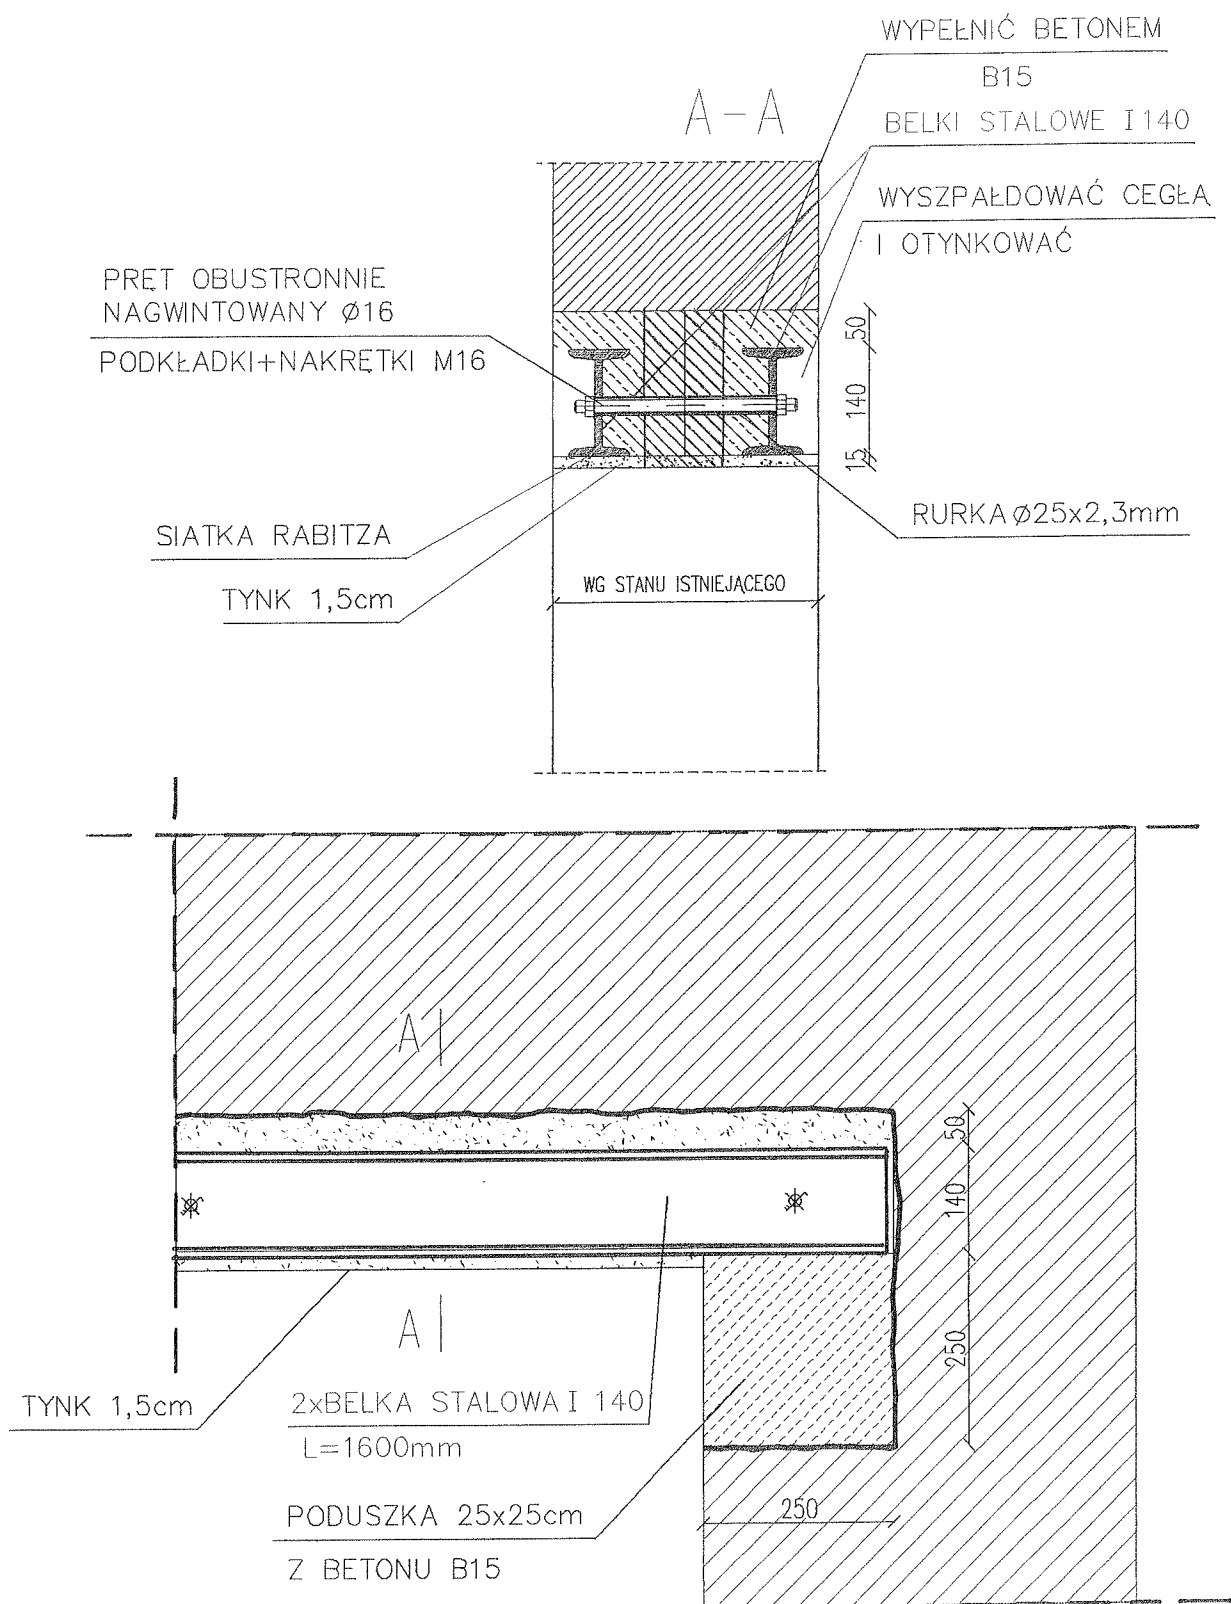 WYPEŁNIĆ BETONEM
B15
A-A
BELKI STALOWE I 140
WYSZPAŁDOWAĆ CEGŁA
I OTYNKOWAĆ
PRĘT OBUSTRONNIE
NAGWINTOWANY Ø16
PODKŁADKI+NAKRĘTKI M16
50
140
15
RURKA Ø25x2,3mm
SIATKA RABITZA
TYNK 1,5cm
WG STANU ISTNIEJĄCEGO
A
50
140
250
A
TYNK 1,5cm
2xBELKA STALOWA I 140
L=1600mm
250
PODUSZKA 25x25cm
Z BETONU B15